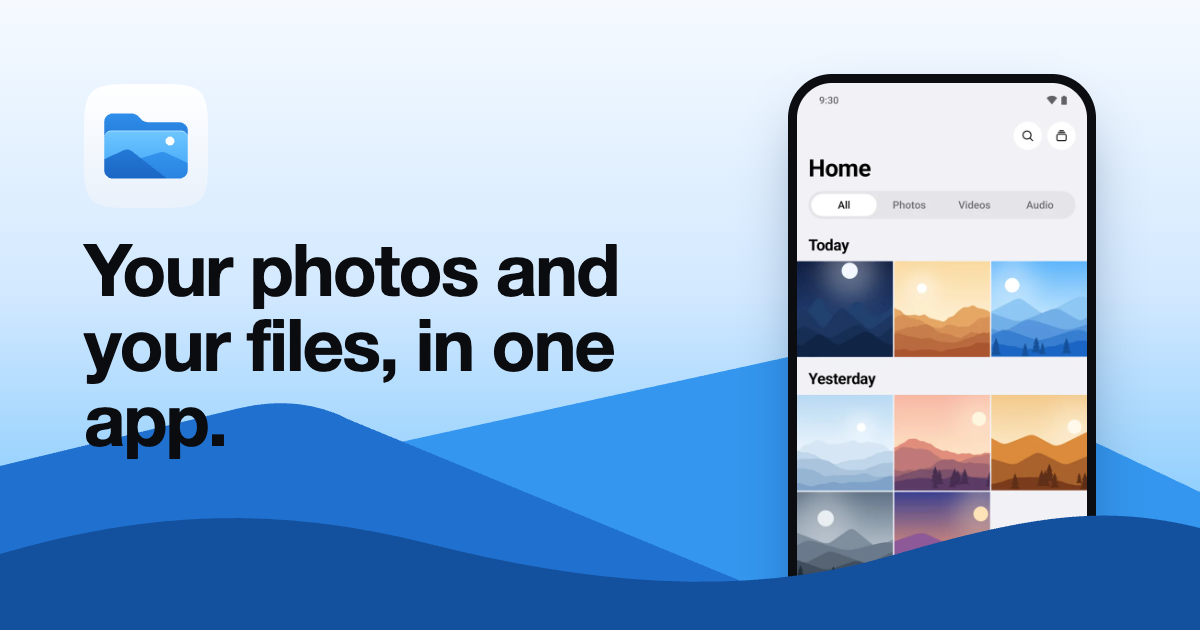 Your photos and
your files, in one
app.
9:30
Home
All Photos Videos Audio
Today
Yesterday